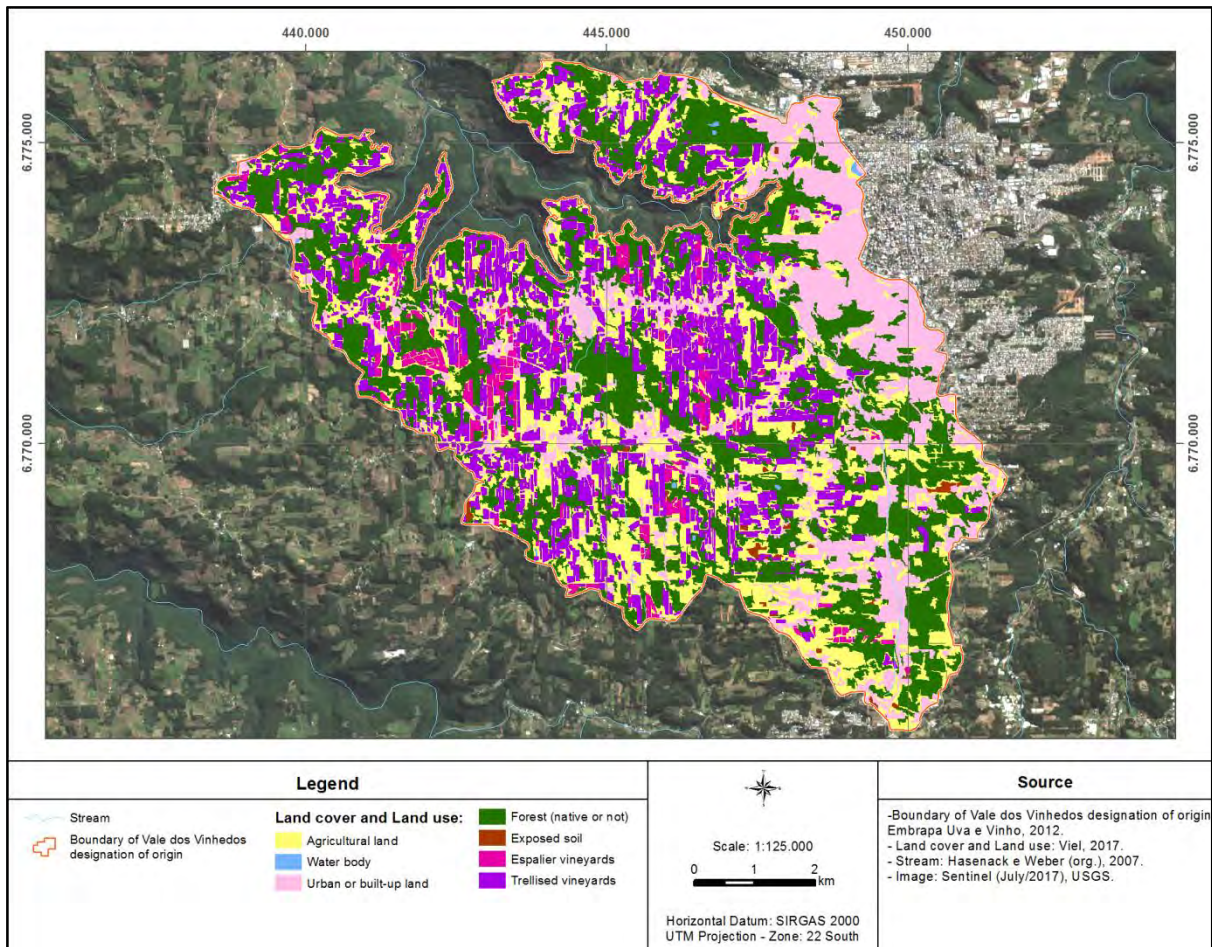 440.000
445.000
450.000
6.775.000
6.775.000
6.770.000
6.770.000
Legend
Stream
Boundary of Vale dos Vinhedos
designation of origin
Land cover and Land use:
Agricultural land
Water body
Urban or built-up land
Forest (native or not)
Exposed soil
Espalier vineyards
Trellised vineyards
Scale: 1:125.000
0 1 2
km
Horizontal Datum: SIRGAS 2000
UTM Projection - Zone: 22 South
Source
-Boundary of Vale dos Vinhedos designation of origin
Embrapa Uva e Vinho, 2012.
- Land cover and Land use: Viel, 2017.
- Stream: Hasenack e Weber (org.), 2007.
- Image: Sentinel (July/2017), USGS.